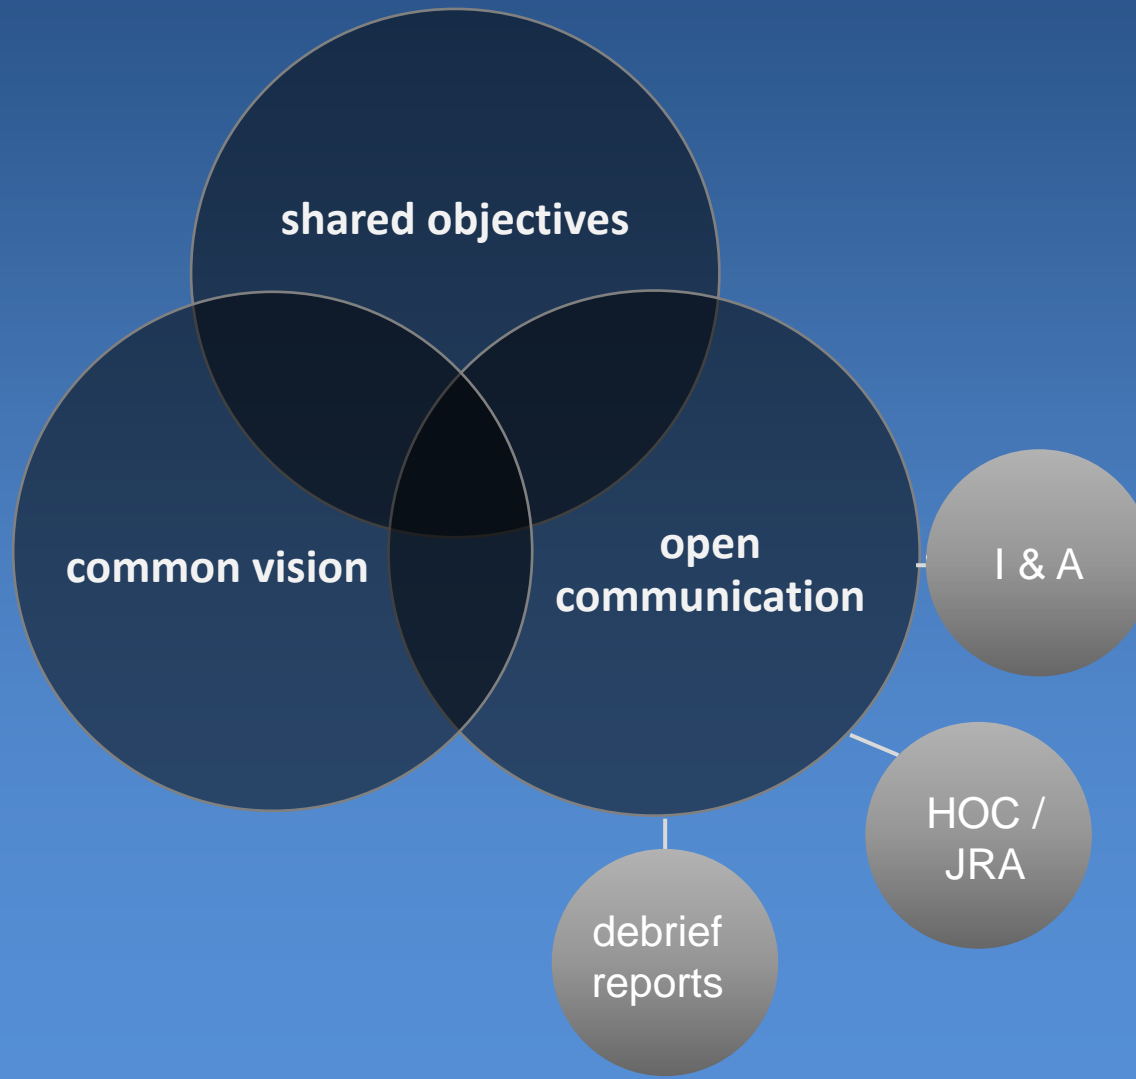 shared objectives
common vision
open
communication
I & A
HOC /
JRA
debrief
reports